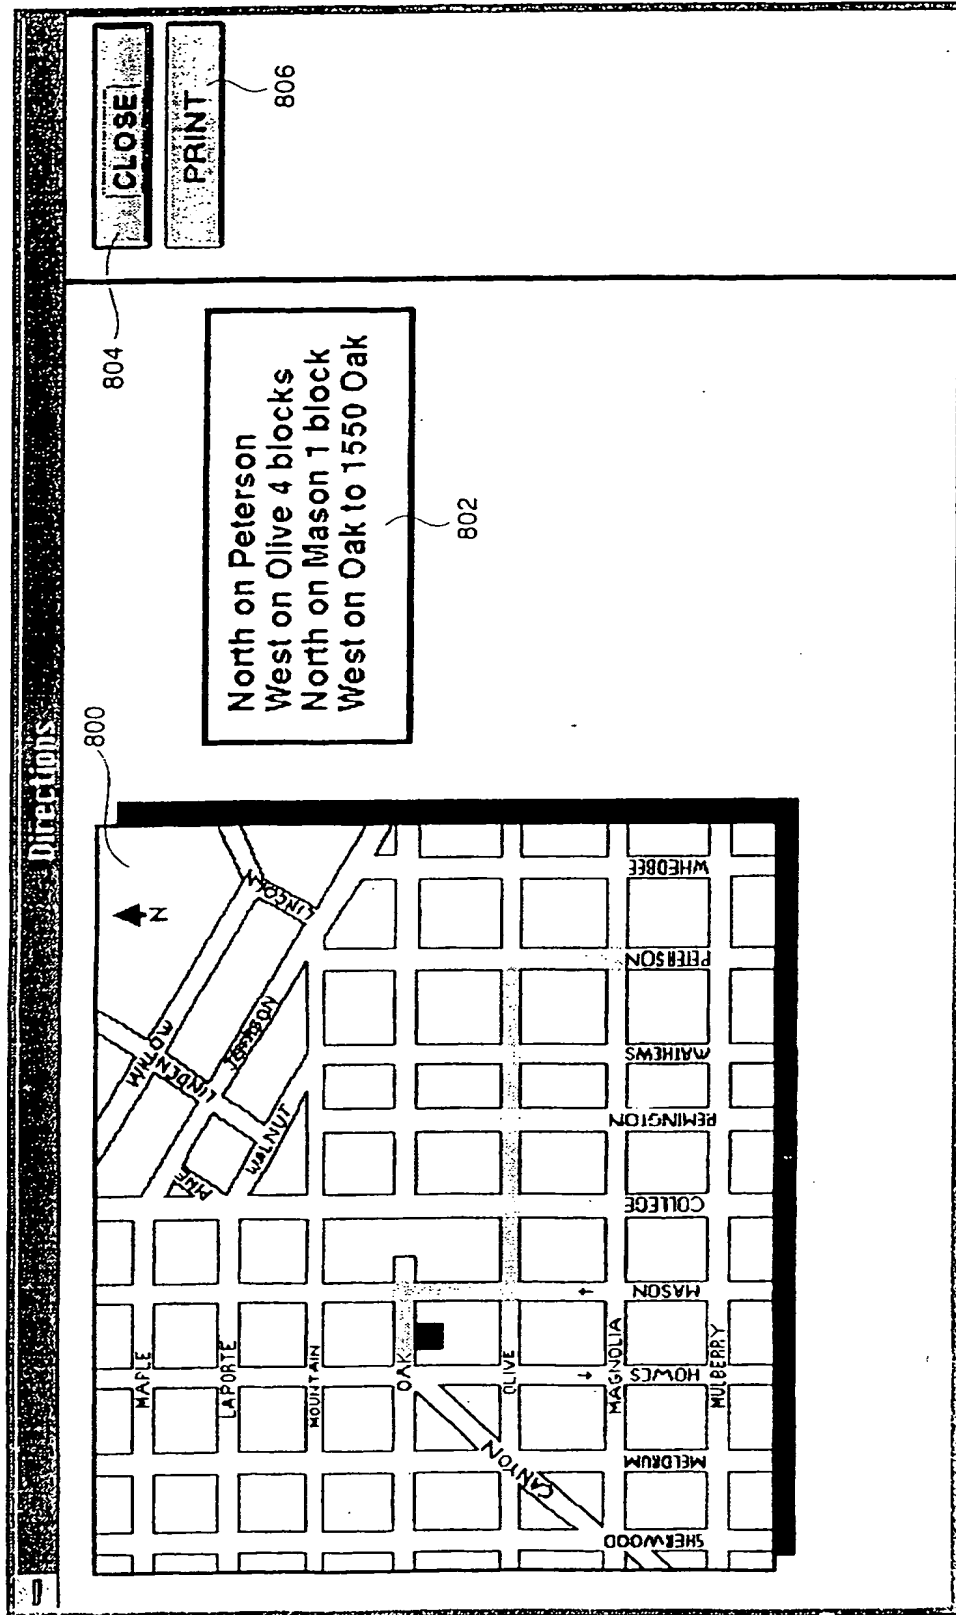 Directions
CLOSE
PRINT
804
806
800
North on Peterson
West on Olive 4 blocks
North on Mason 1 block
West on Oak to 1550 Oak
802
N
LINCOLN
LINDEN
WALNUT
PINE
MAPLE
LAPORTE
MOUNTAIN
OAK
OLIVE
MAGNOLIA
MULBERRY
CANYON
SHERWOOD
MELDRUM
HOWES
MASON
COLLEGE
REMINGTON
MATHEWS
PETERSON
WHEDBEE